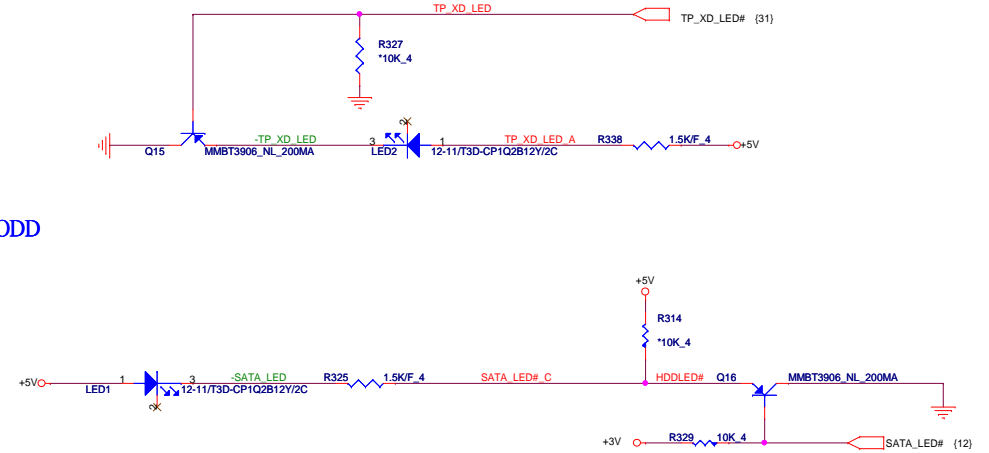 TP_XD_LED
TP_XD_LED# {31}
R327
*10K_4
2
-TP_XD_LED
3
1
TP_XD_LED_A
R338
1.5K/F_4
+5V
Q15
MMBT3906_NL_200MA
LED2
12-11/T3D-CP1Q2B12Y/2C
ODD
+5V
R314
*10K_4
+5V
1
3
-SATA_LED
R325
1.5K/F_4
SATA_LED#_C
HDDLED#
Q16
MMBT3906_NL_200MA
LED1
12-11/T3D-CP1Q2B12Y/2C
2
+3V
R329
10K_4
SATA_LED# {12}